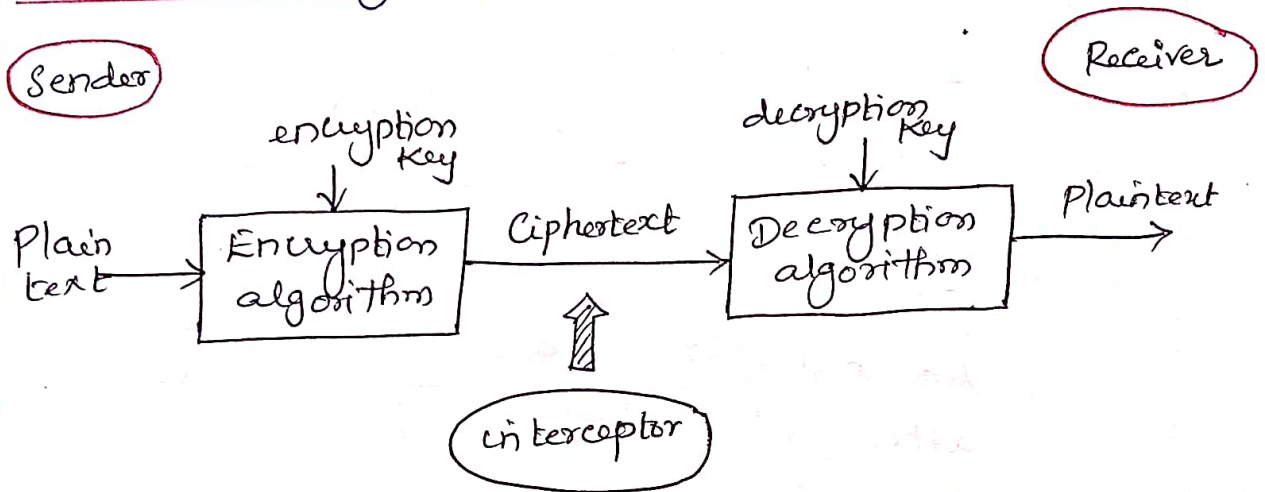 Sender
Receiver
encryption
Key
decryption
Key
Plain
text
Encryption
algorithm
Ciphertext
Decryption
algorithm
Plaintext
interceptor